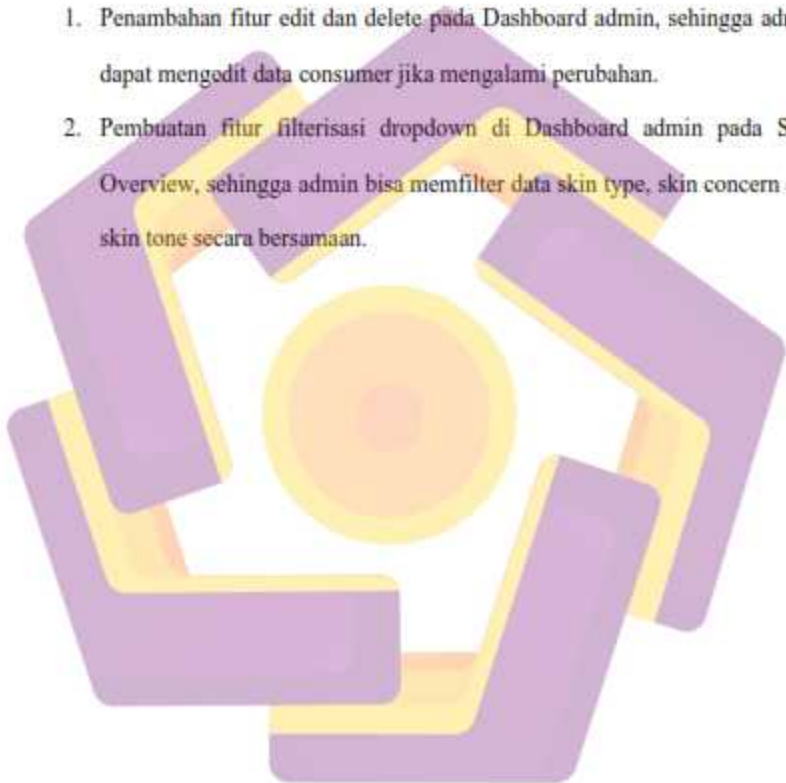 1. Penambahan fitur edit dan delete pada Dashboard admin, sehingga
dapat mengedit data consumer jika mengalami perubahan.
2. Pembuatan fitur filterisasi dropdown di Dashboard admin pada
Overview, sehingga admin bisa memfilter data skin type, skin concern
skin tone secara bersamaan.